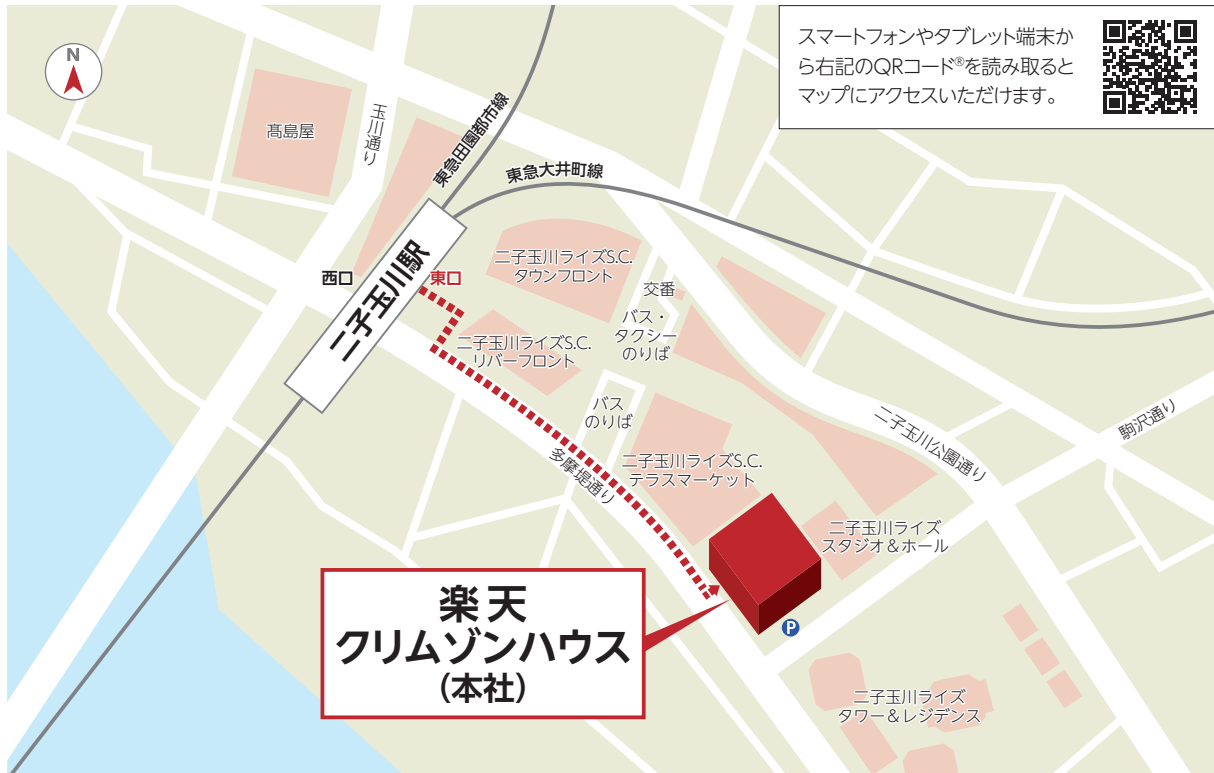 スマートフォンやタブレット端末か
ら右記のQRコード®を読み取ると
マップにアクセスいただけます。
N
髙島屋
玉川通り
東急田園都市線
東急大井町線
二子玉川駅
西口
東口
二子玉川ライズS.C.
タウンフロント
交番
バス・
タクシー
のりば
二子玉川ライズS.C.
リバーフロント
バス
のりば
多摩堤通り
二子玉川ライズS.C.
テラスマーケット
二子玉川公園通り
駒沢通り
二子玉川ライズ
スタジオ＆ホール
楽天
クリムゾンハウス
（本社）
P
二子玉川ライズ
タワー＆レジデンス